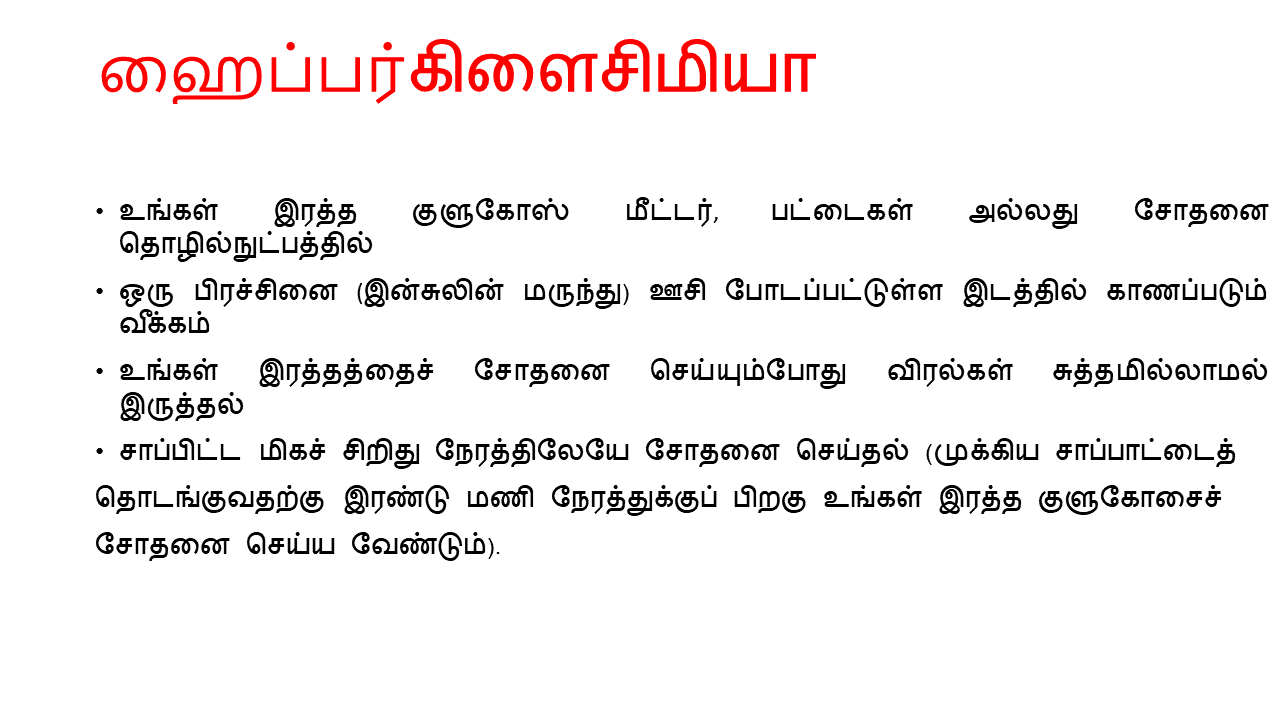 ஹைப்பர்கிளைசிமியா
• உங்கள் இரத்த குளுகோஸ் மீட்டர், பட்டைகள் அல்லது சோதனை
தொழில்நுட்பத்தில்
• ஒரு பிரச்சினை (இன்சுலின் மருந்து) ஊசி போடப்பட்டுள்ள இடத்தில் காணப்படும்
வீக்கம்
• உங்கள் இரத்தத்தைச் சோதனை செய்யும்போது விரல்கள் சுத்தமில்லாமல்
இருத்தல்
• சாப்பிட்ட மிகச் சிறிது நேரத்திலேயே சோதனை செய்தல் (முக்கிய சாப்பாட்டைத்
தொடங்குவதற்கு இரண்டு மணி நேரத்துக்குப் பிறகு உங்கள் இரத்த குளுகோசைச்
சோதனை செய்ய வேண்டும்).